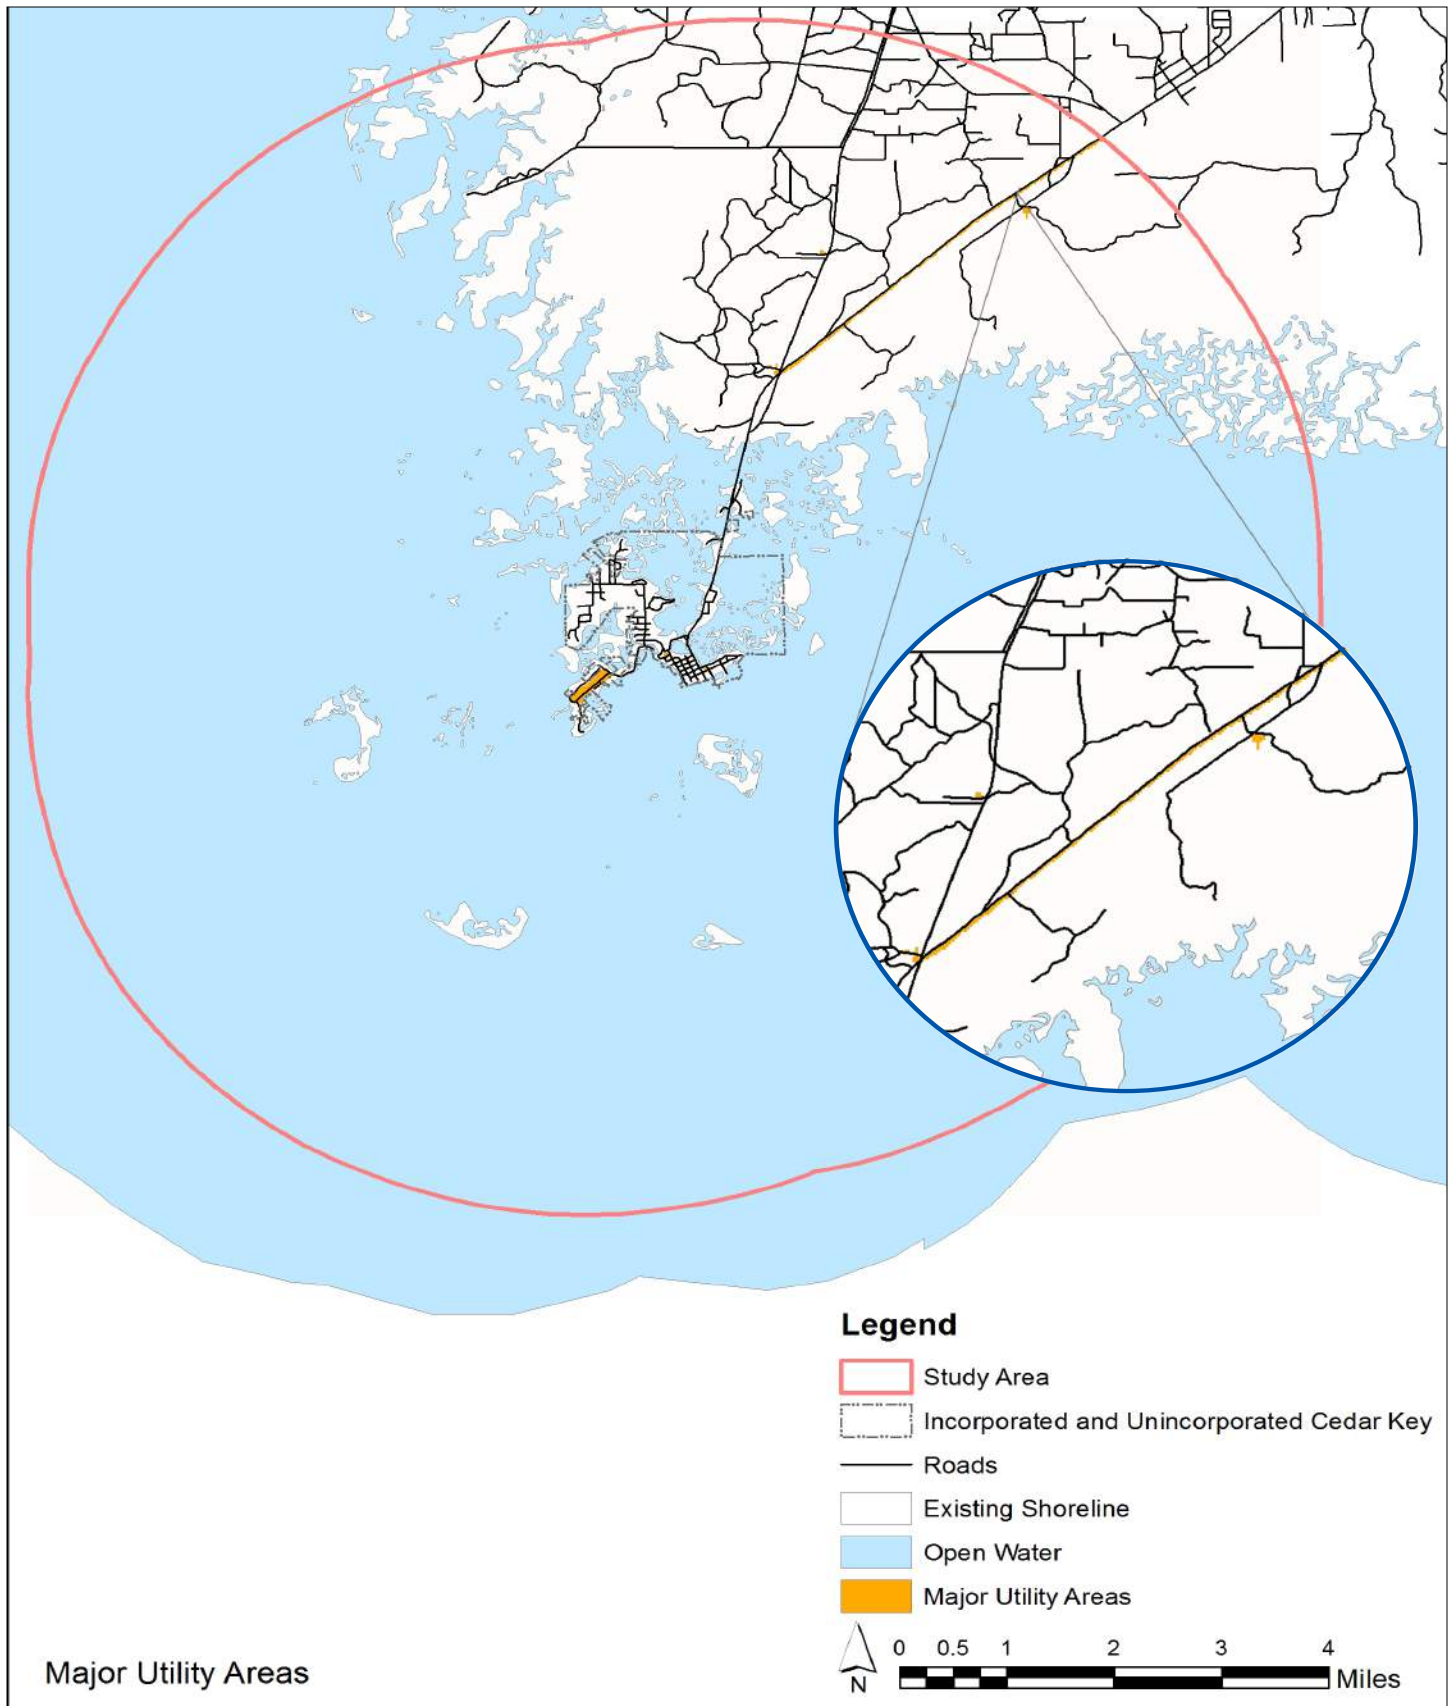 Legend
Study Area
Incorporated and Unincorporated Cedar Key
Roads
Existing Shoreline
Open Water
Major Utility Areas
0 0.5 1 2 3 4
Miles
N
Major Utility Areas